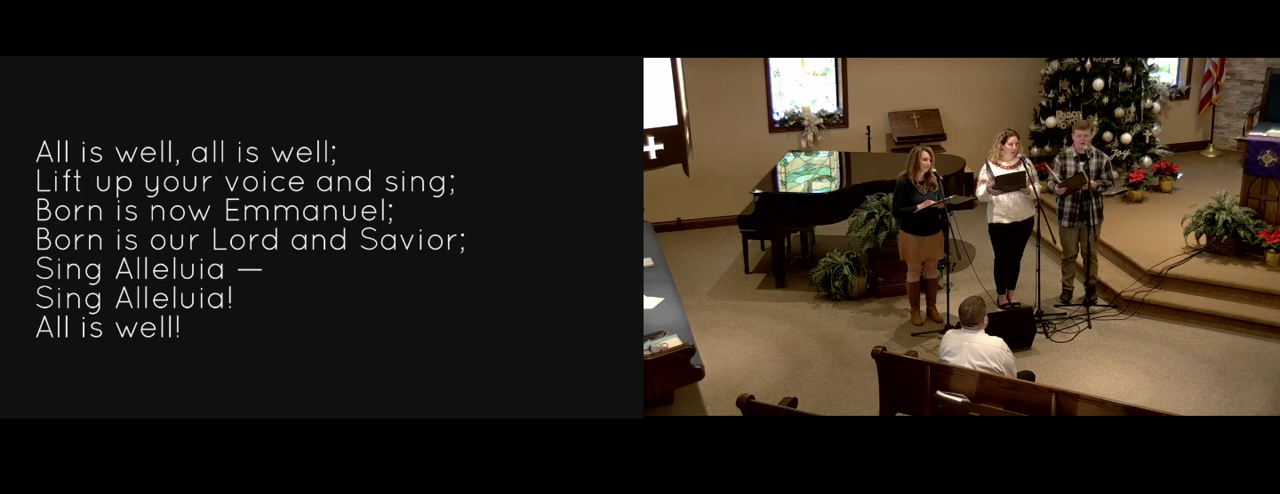 All is well, all is well;
Lift up your voice and sing;
Born is now Emmanuel;
Born is our Lord and Savior;
Sing Alleluia —
Sing Alleluia!
All is well!
Joy